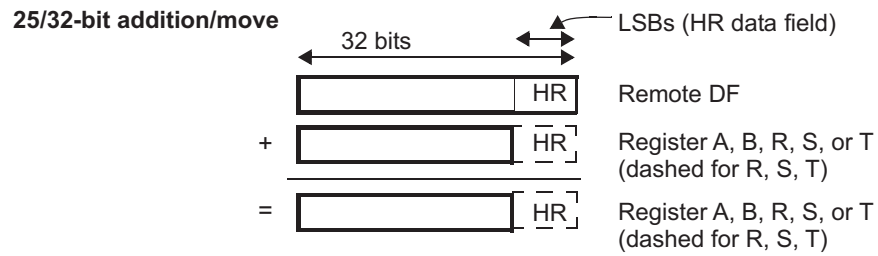 25/32-bit addition/move
LSBs (HR data field)
32 bits
HR Remote DF
+ HR Register A, B, R, S, or T
(dashed for R, S, T)
= HR Register A, B, R, S, or T
(dashed for R, S, T)